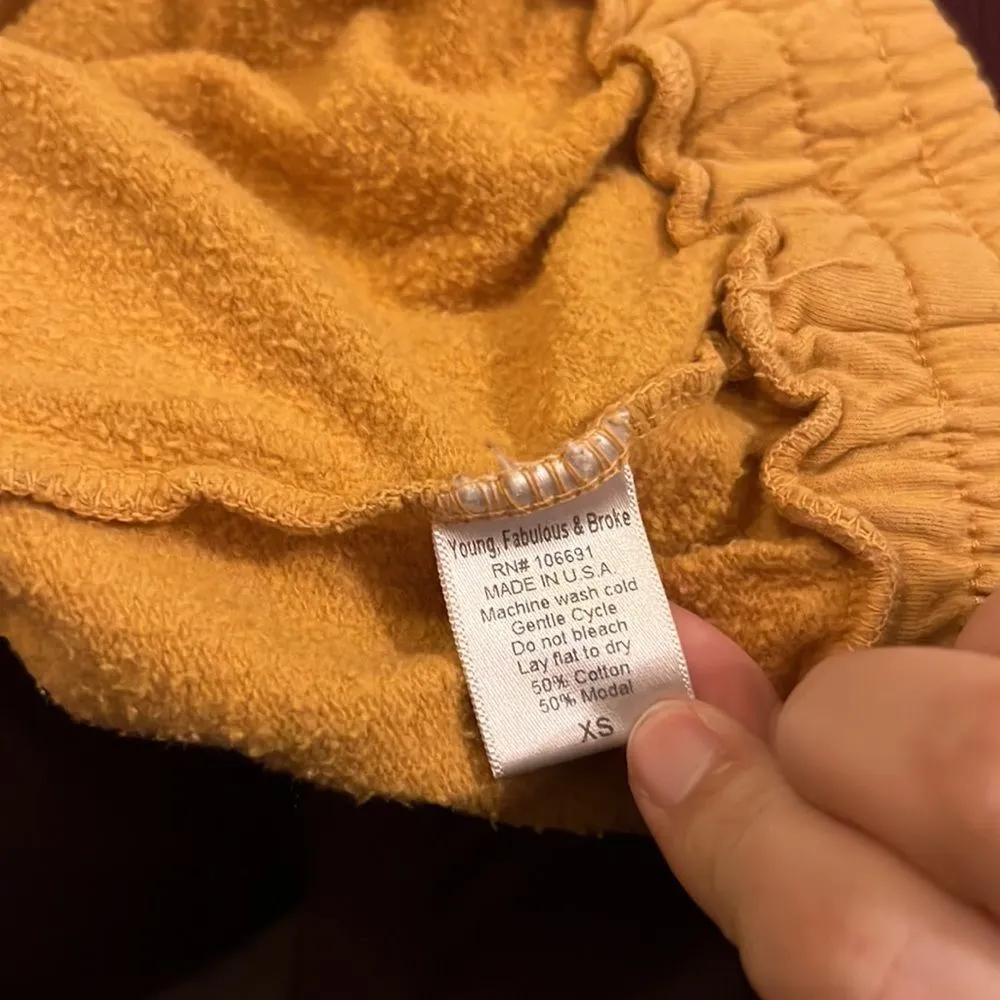 Young, Fabulous & Broke
RN# 106691
MADE IN U.S.A.
Machine wash cold
Gentle Cycle
Do not bleach
Lay flat to dry
50% Cotton
50% Modal
XS